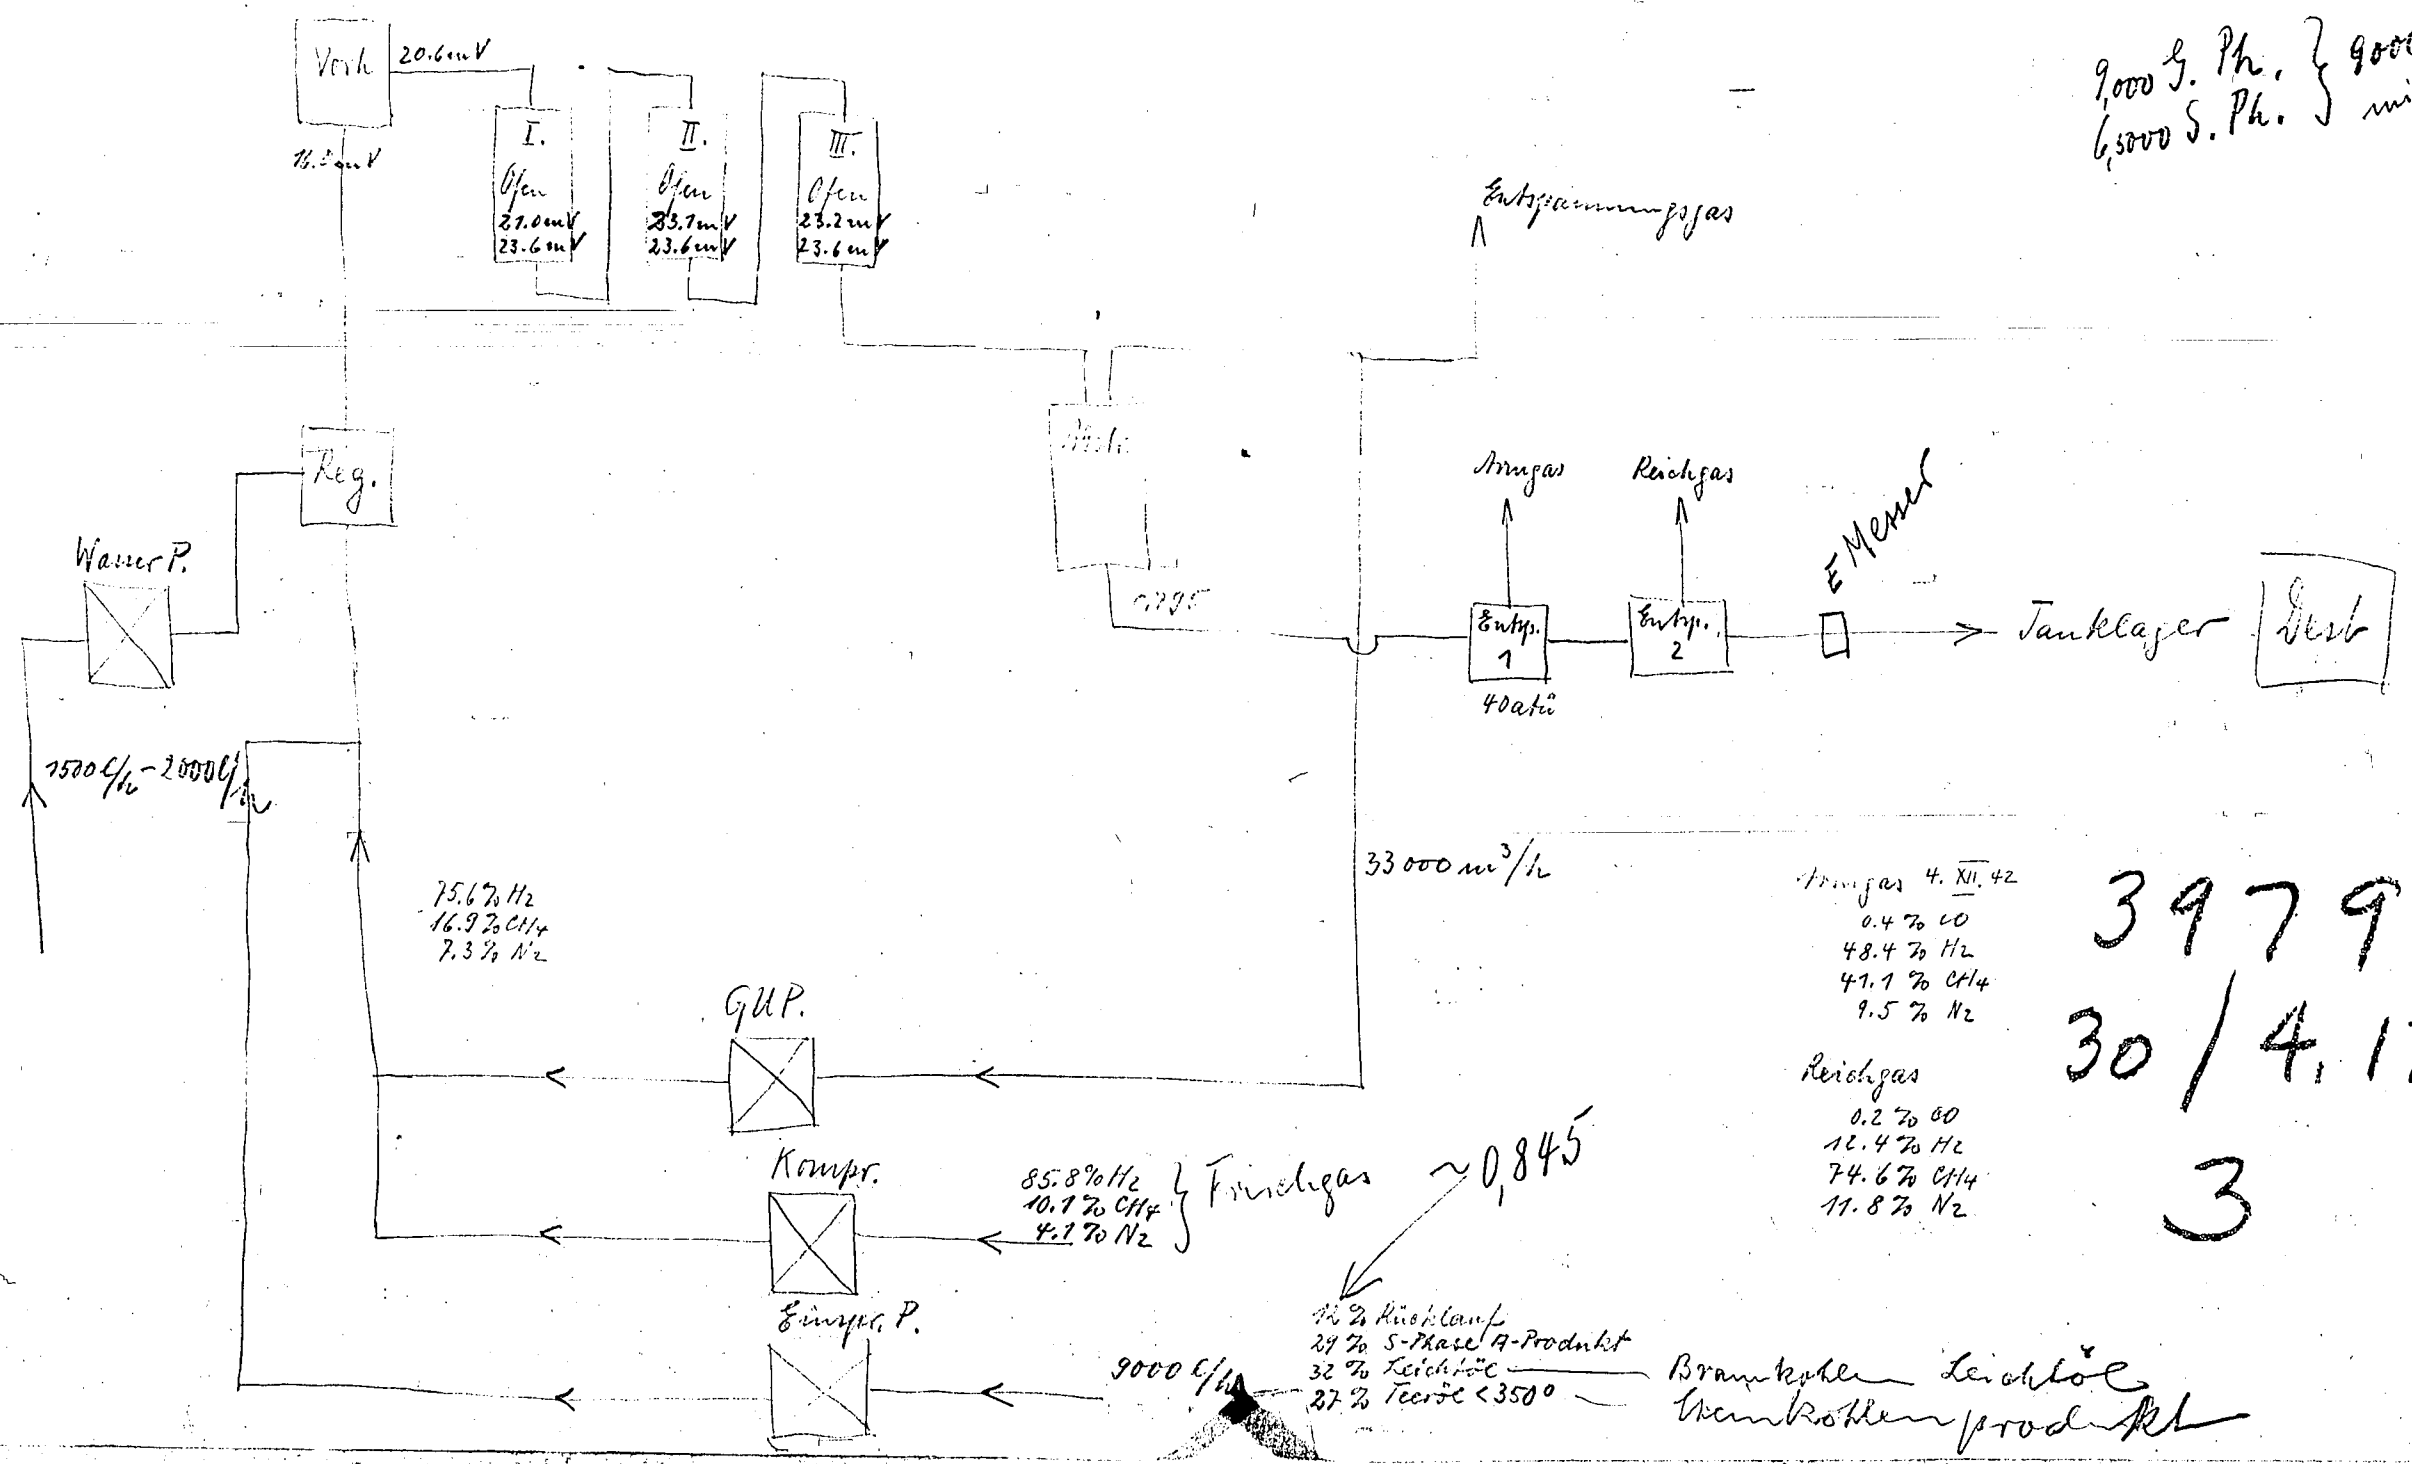 Vorh
20.6 mV
9,000 G. Ph. }
6,5000 S. Ph. }
I.
Ofen
21.0 mV
23.6 mV
II.
Ofen
23.1 mV
23.6 mV
III.
Ofen
23.2 mV
23.6 mV
Entspannungsgas
Reg.
Armgas
Reichgas
E Messer
Wasser P.
0,795
Entsp.
1
40 atü
Entsp.
2
Tanklager
Dest
1500 l/h - 2000 l/h
33 000 m³/h
75.6 % H2
16.9 % CH4
7.3 % N2
Armgas 4. XII. 42
0.4 % CO
48.4 % H2
41.1 % CH4
9.5 % N2
3979
30/4.1
3
Reichgas
0.2 % CO
12.4 % H2
74.6 % CH4
11.8 % N2
GUP.
Kompr.
85.8 % H2
10.1 % CH4
4.1 % N2
} Frischgas
~ 0,845
Einspr. P.
9000 l/h
12 % Rücklauf
29 % S-Phase A-Produkt
32 % Leichtöl
27 % Teeröl < 350°
Braunkohlen Leichtöl
Steinkohlenprodukt